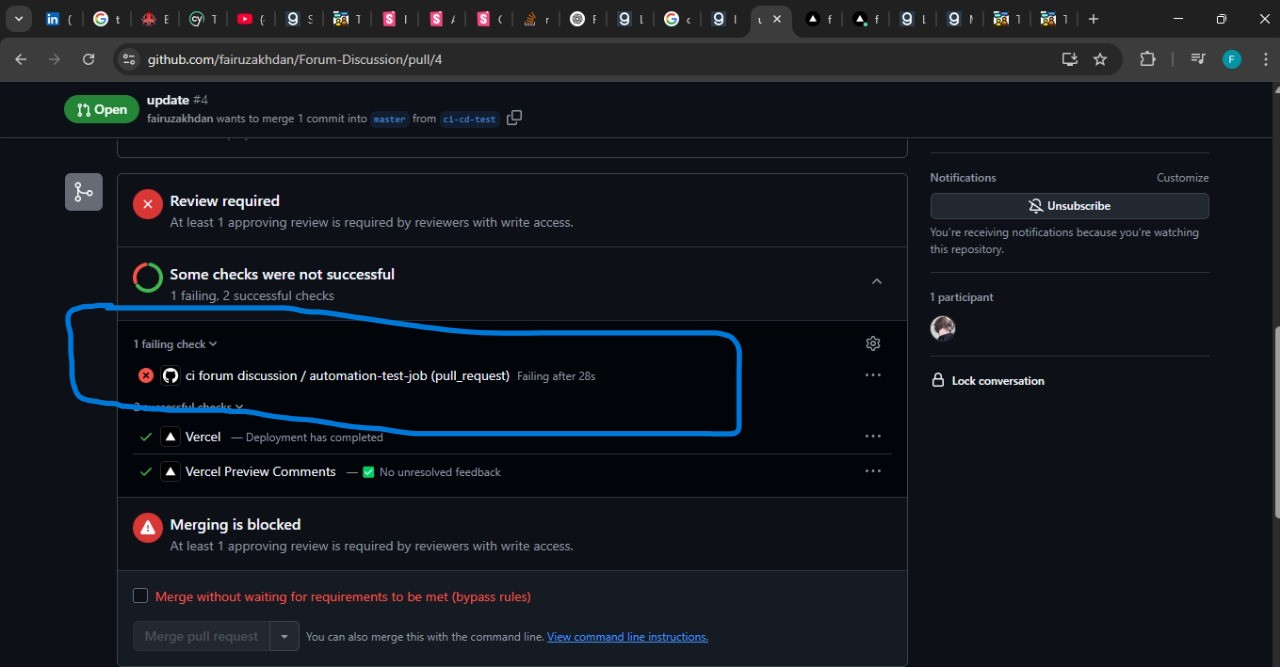 github.com/fairuzakhdan/Forum-Discussion/pull/4
F
Open
update #4
fairuzakhdan wants to merge 1 commit into master from ci-cd-test
Review required
At least 1 approving review is required by reviewers with write access.
Some checks were not successful
1 failing, 2 successful checks
1 failing check
ci forum discussion / automation-test-job (pull_request) Failing after 28s
2 successful checks
Vercel — Deployment has completed
Vercel Preview Comments — ✅ No unresolved feedback
Merging is blocked
At least 1 approving review is required by reviewers with write access.
Merge without waiting for requirements to be met (bypass rules)
Merge pull request
You can also merge this with the command line. View command line instructions.
Notifications
Customize
Unsubscribe
You're receiving notifications because you're watching
this repository.
1 participant
Lock conversation